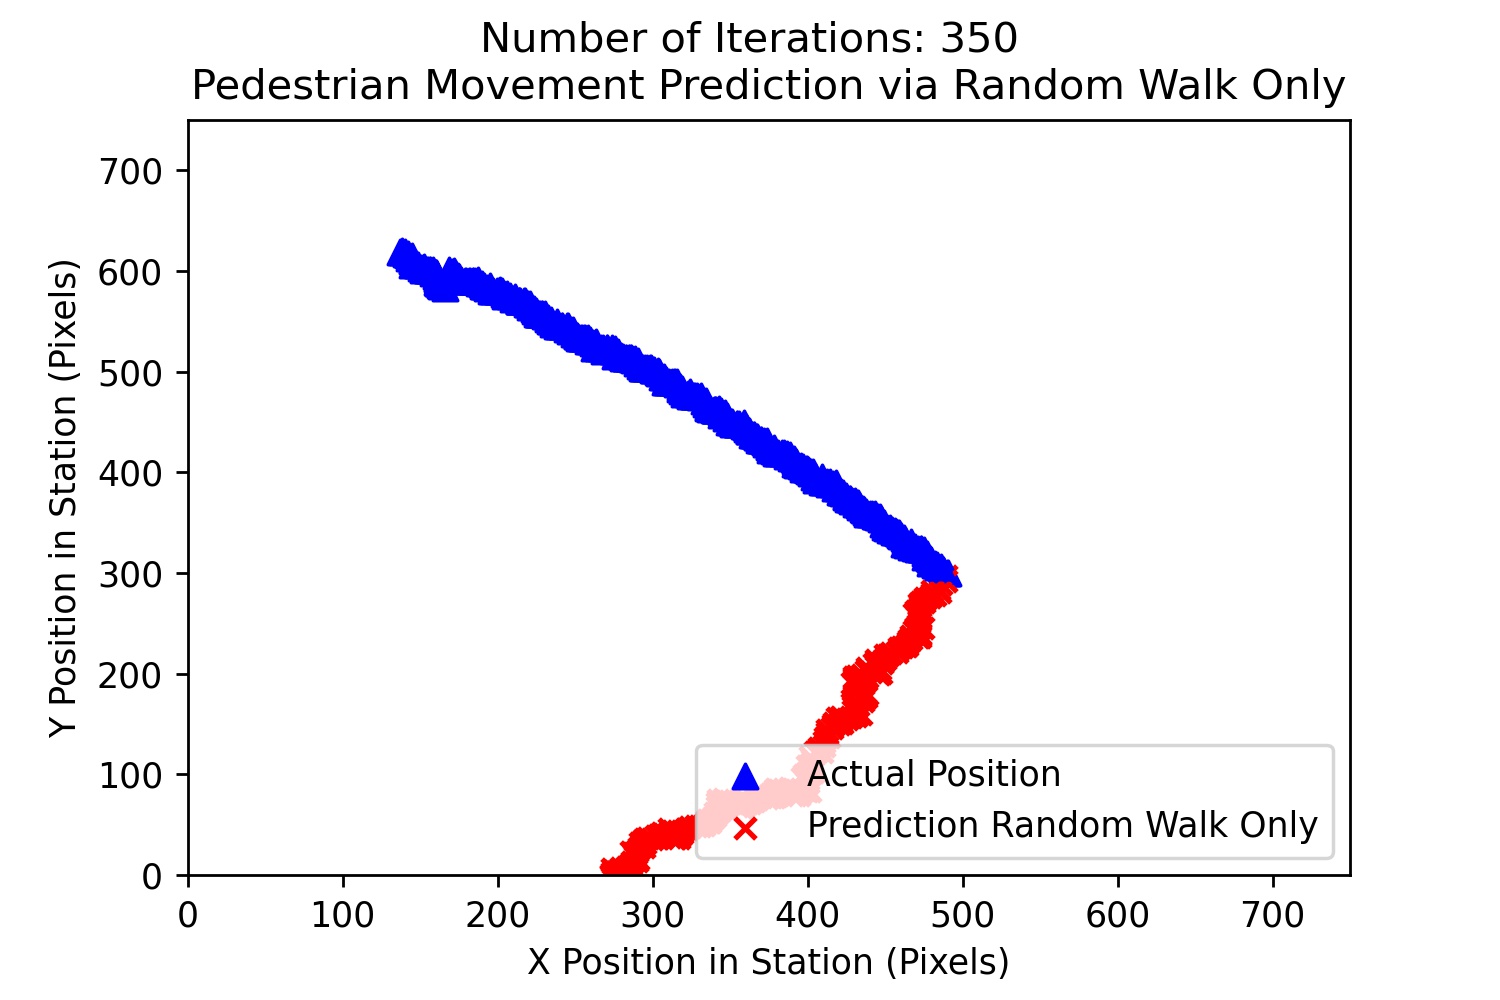 Number of Iterations: 350
Pedestrian Movement Prediction via Random Walk Only
700
600
500
400
300
200
100
0
Y Position in Station (Pixels)
Actual Position
Prediction Random Walk Only
0 100 200 300 400 500 600 700
X Position in Station (Pixels)